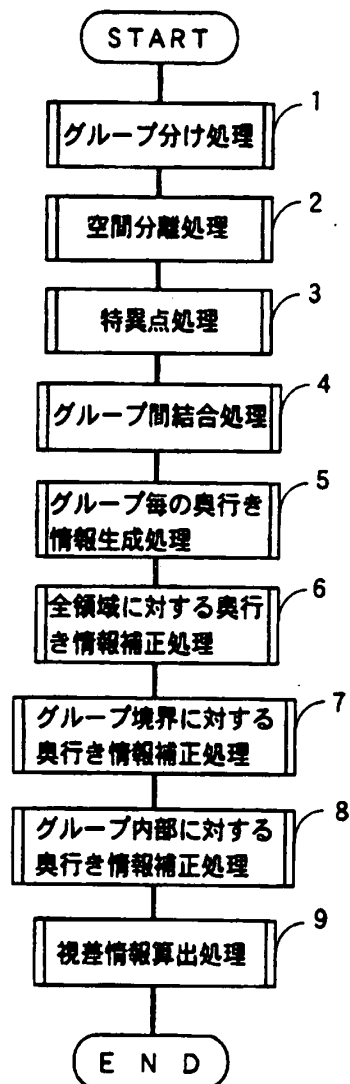 START
1
グループ分け処理
2
空間分離処理
3
特異点処理
4
グループ間結合処理
5
グループ毎の奥行き
情報生成処理
6
全領域に対する奥行
き情報補正処理
7
グループ境界に対する
奥行き情報補正処理
8
グループ内部に対する
奥行き情報補正処理
9
視差情報算出処理
END